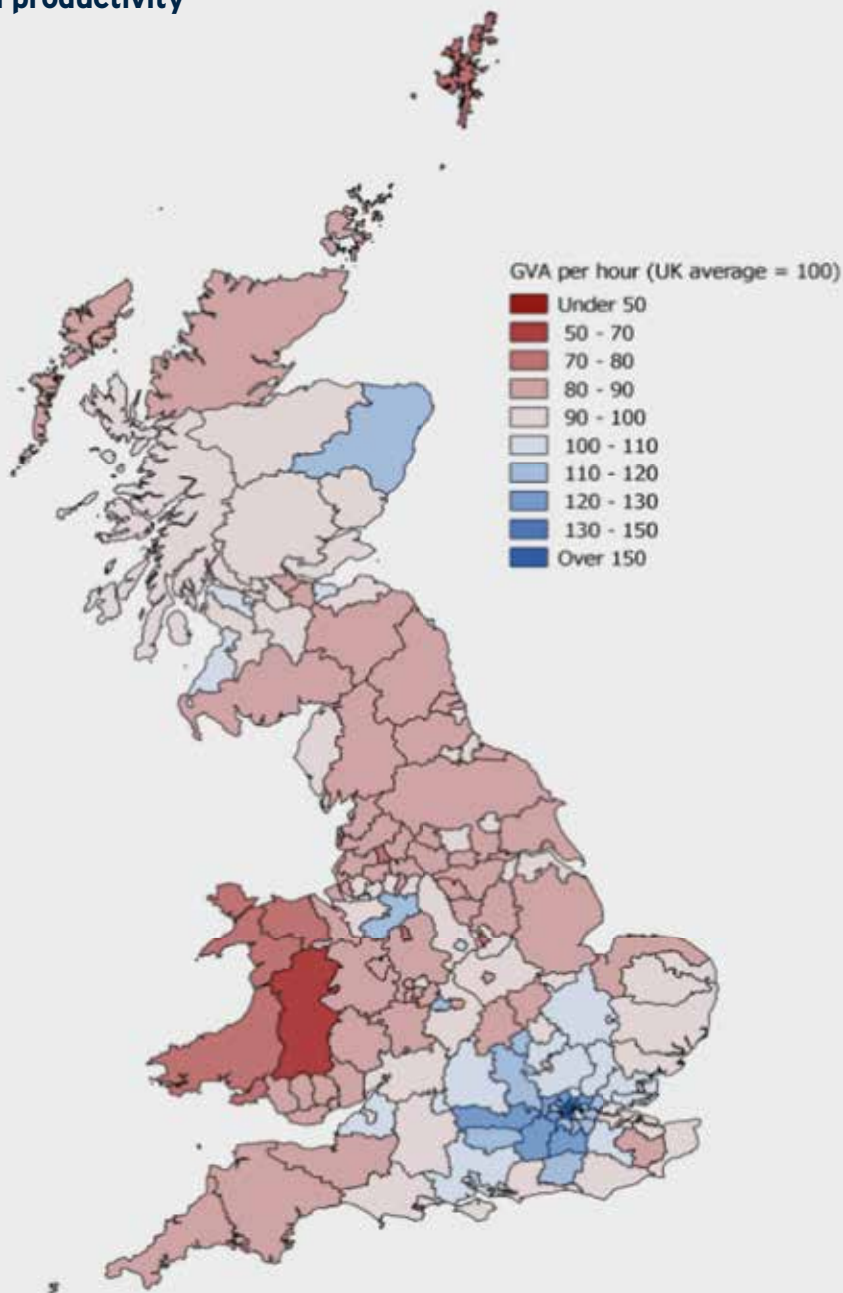 productivity
GVA per hour (UK average = 100)
Under 50
50 - 70
70 - 80
80 - 90
90 - 100
100 - 110
110 - 120
120 - 130
130 - 150
Over 150